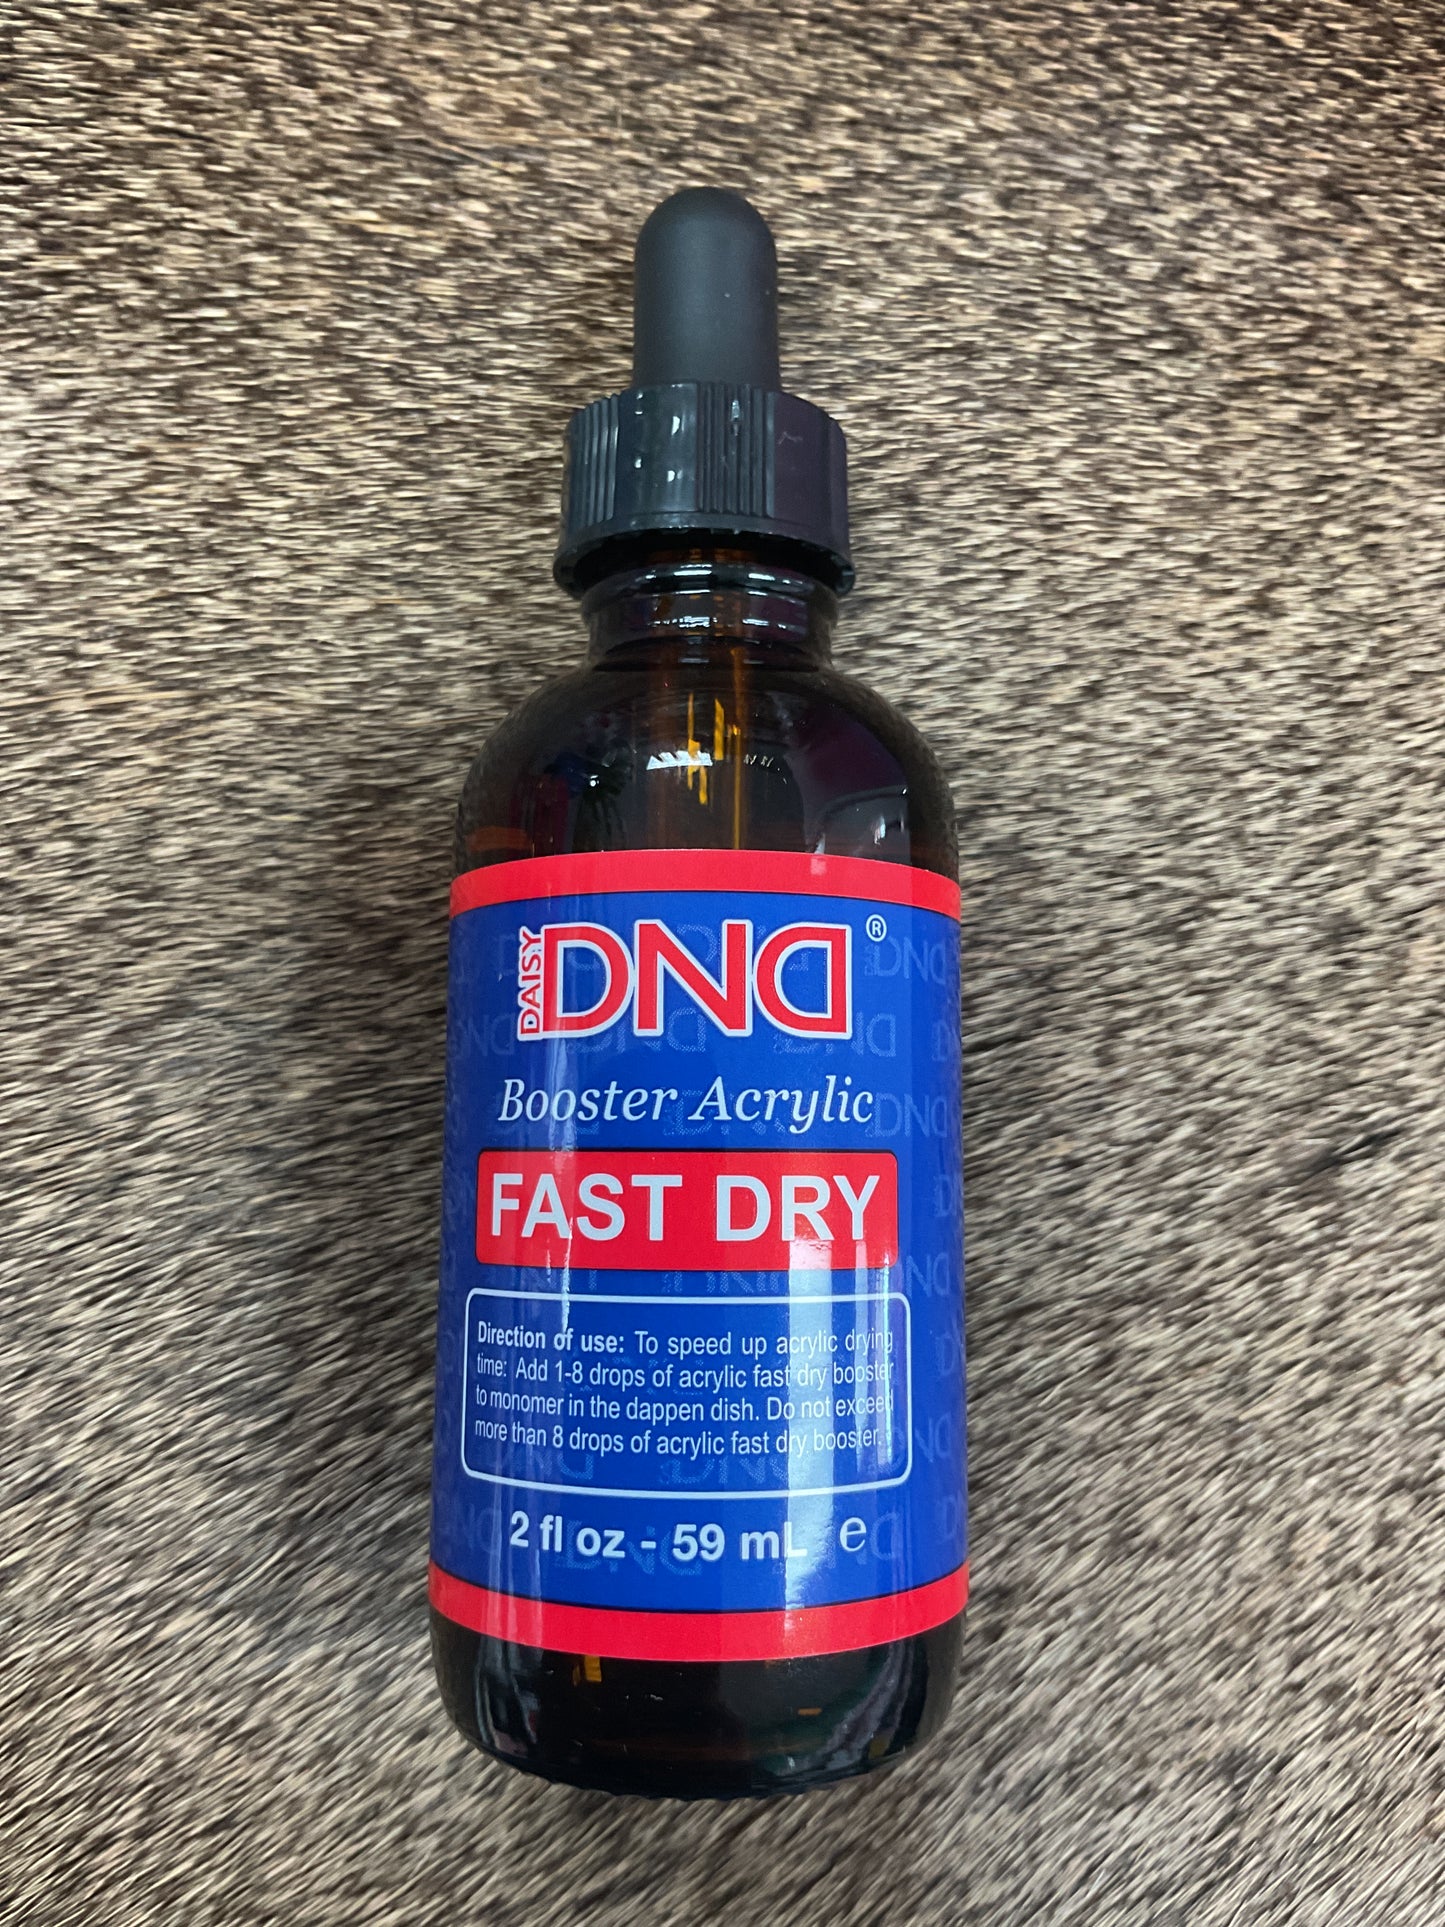 DAISY DND®
Booster Acrylic
FAST DRY
Direction of use: To speed up acrylic drying
time: Add 1-8 drops of acrylic fast dry booster
to monomer in the dappen dish. Do not exceed
more than 8 drops of acrylic fast dry booster.
2 fl oz - 59 mL ℮